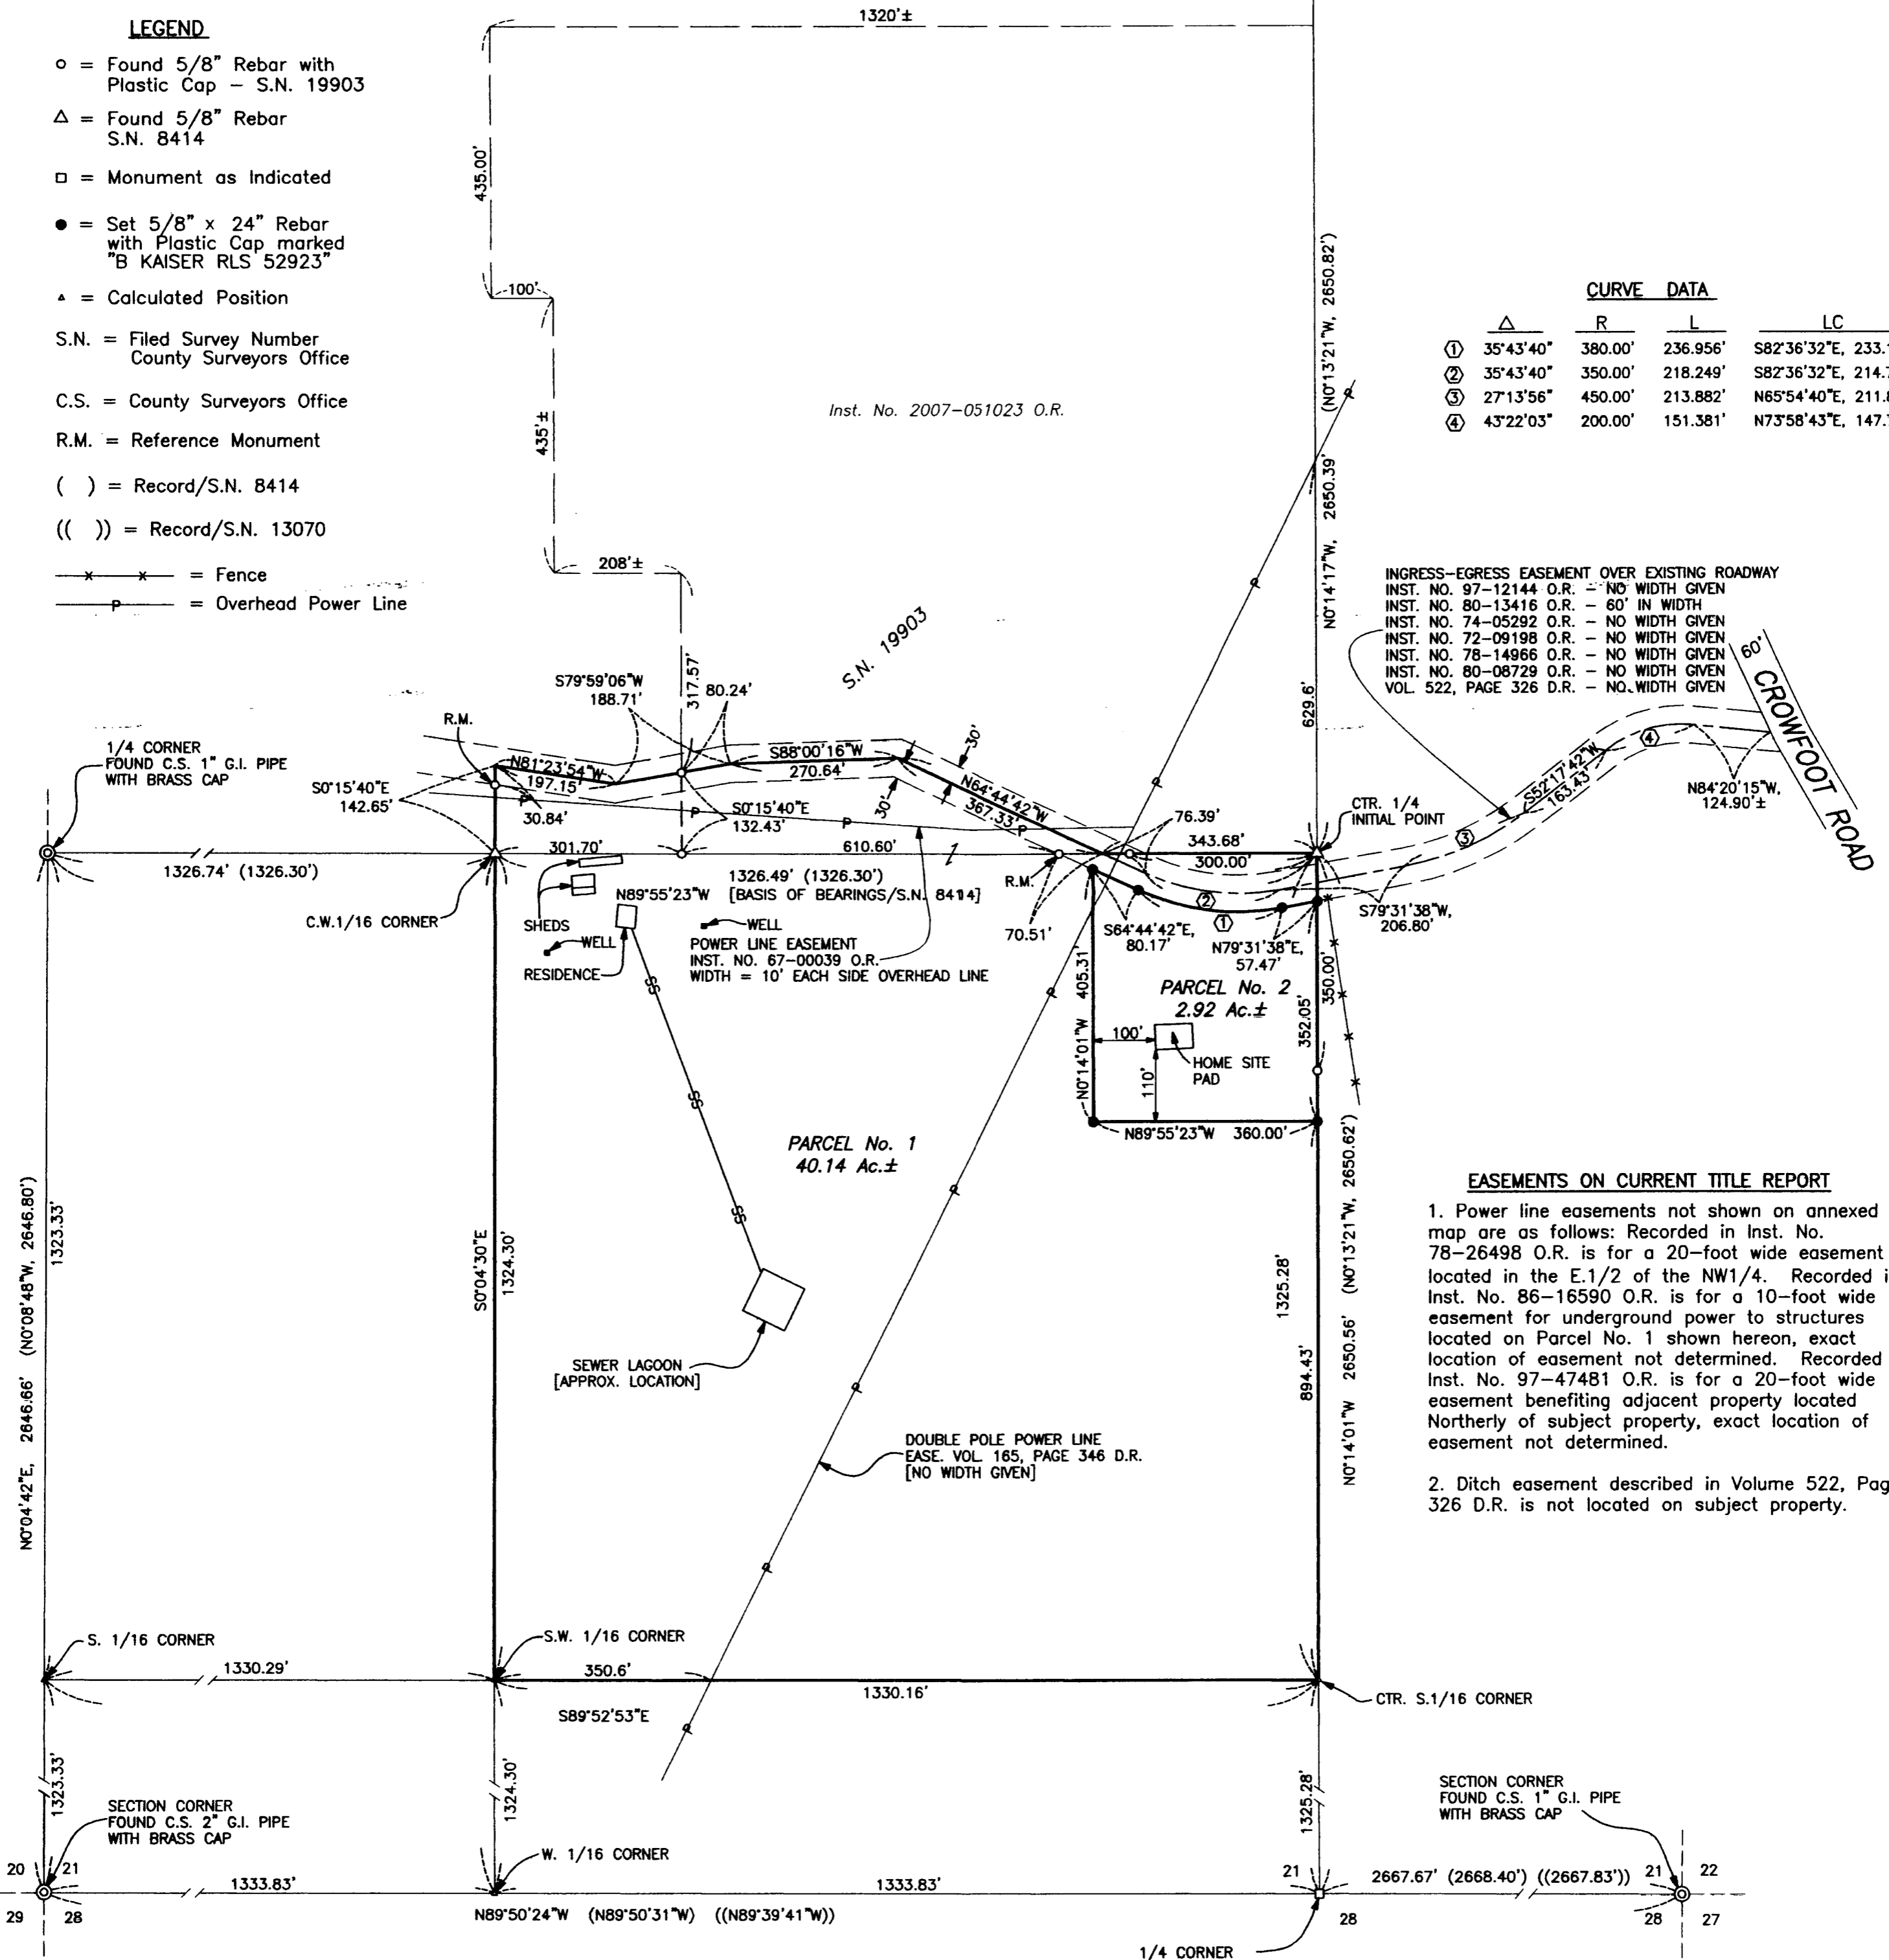 LEGEND
○ = Found 5/8" Rebar with
Plastic Cap – S.N. 19903
△ = Found 5/8" Rebar
S.N. 8414
□ = Monument as Indicated
● = Set 5/8" x 24" Rebar
with Plastic Cap marked
"B KAISER RLS 52923"
▵ = Calculated Position
S.N. = Filed Survey Number
County Surveyors Office
C.S. = County Surveyors Office
R.M. = Reference Monument
( ) = Record/S.N. 8414
(( )) = Record/S.N. 13070
x x = Fence
P = Overhead Power Line
1320'±
435.00'
100'
435'±
208'±
317.57'
Inst. No. 2007-051023 O.R.
(N0°13'21"W, 2650.82')
N0°14'17"W, 2650.39'
629.6'
CURVE DATA
△ R L LC
1 35°43'40" 380.00' 236.956' S82°36'32"E,
2 35°43'40" 350.00' 218.249' S82°36'32"E,
3 27°13'56" 450.00' 213.882' N65°54'40"E,
4 43°22'03" 200.00' 151.381' N73°58'43"E,
INGRESS-EGRESS EASEMENT OVER EXISTING ROADWAY
INST. NO. 97-12144 O.R. – NO WIDTH GIVEN
INST. NO. 80-13416 O.R. – 60' IN WIDTH
INST. NO. 74-05292 O.R. – NO WIDTH GIVEN
INST. NO. 72-09198 O.R. – NO WIDTH GIVEN
INST. NO. 78-14966 O.R. – NO WIDTH GIVEN
INST. NO. 80-08729 O.R. – NO WIDTH GIVEN
VOL. 522, PAGE 326 D.R. – NO WIDTH GIVEN
60'
CROWFOOT ROAD
S.N. 19903
S79°59'06"W
188.71'
80.24'
R.M.
1/4 CORNER
FOUND C.S. 1" G.I. PIPE
WITH BRASS CAP
S0°15'40"E
142.65'
N81°23'54"W
197.15'
30.84'
S88°00'16"W
270.64'
S0°15'40"E
132.43'
30'
30'
N64°44'42"W
367.33'
76.39'
CTR. 1/4
INITIAL POINT
S52°17'42"W
163.43'
4
3
N84°20'15"W,
124.90'±
1326.74' (1326.30')
301.70'
610.60'
343.68'
300.00'
1326.49' (1326.30')
[BASIS OF BEARINGS/S.N. 8414]
N89°55'23"W
C.W.1/16 CORNER
SHEDS
WELL
RESIDENCE
WELL
POWER LINE EASEMENT
INST. NO. 67-00039 O.R.
WIDTH = 10' EACH SIDE OVERHEAD LINE
R.M.
70.51'
S64°44'42"E,
80.17'
2
1
N79°31'38"E,
57.47'
S79°31'38"W,
206.80'
N0°14'01"W 405.31'
PARCEL No. 2
2.92 Ac.±
350.00'
352.05'
100'
110'
HOME SITE
PAD
N89°55'23"W 360.00'
PARCEL No. 1
40.14 Ac.±
SS
SS
SS
N0°04'42"E, 2646.66' (N0°08'48"W, 2646.80')
1323.33'
S0°04'30"E
1324.30'
1325.28'
894.43'
N0°14'01"W 2650.56' (N0°13'21"W, 2650.62')
SEWER LAGOON
[APPROX. LOCATION]
DOUBLE POLE POWER LINE
EASE. VOL. 165, PAGE 346 D.R.
[NO WIDTH GIVEN]
EASEMENTS ON CURRENT TITLE REPORT
1. Power line easements not shown on annexed
map are as follows: Recorded in Inst. No.
78-26498 O.R. is for a 20-foot wide easement
located in the E.1/2 of the NW1/4. Recorded
Inst. No. 86-16590 O.R. is for a 10-foot wide
easement for underground power to structures
located on Parcel No. 1 shown hereon, exact
location of easement not determined. Recorded
Inst. No. 97-47481 O.R. is for a 20-foot wide
easement benefiting adjacent property located
Northerly of subject property, exact location of
easement not determined.
2. Ditch easement described in Volume 522,
326 D.R. is not located on subject property.
S. 1/16 CORNER
1330.29'
S.W. 1/16 CORNER
350.6'
1330.16'
S89°52'53"E
CTR. S.1/16 CORNER
1323.33'
1324.30'
1325.28'
SECTION CORNER
FOUND C.S. 2" G.I. PIPE
WITH BRASS CAP
SECTION CORNER
FOUND C.S. 1" G.I. PIPE
WITH BRASS CAP
W. 1/16 CORNER
20 21
29 28
1333.83'
1333.83'
21
28
2667.67' (2668.40') ((2667.83'))
21 22
28 27
N89°50'24"W (N89°50'31"W) ((N89°39'41"W))
1/4 CORNER